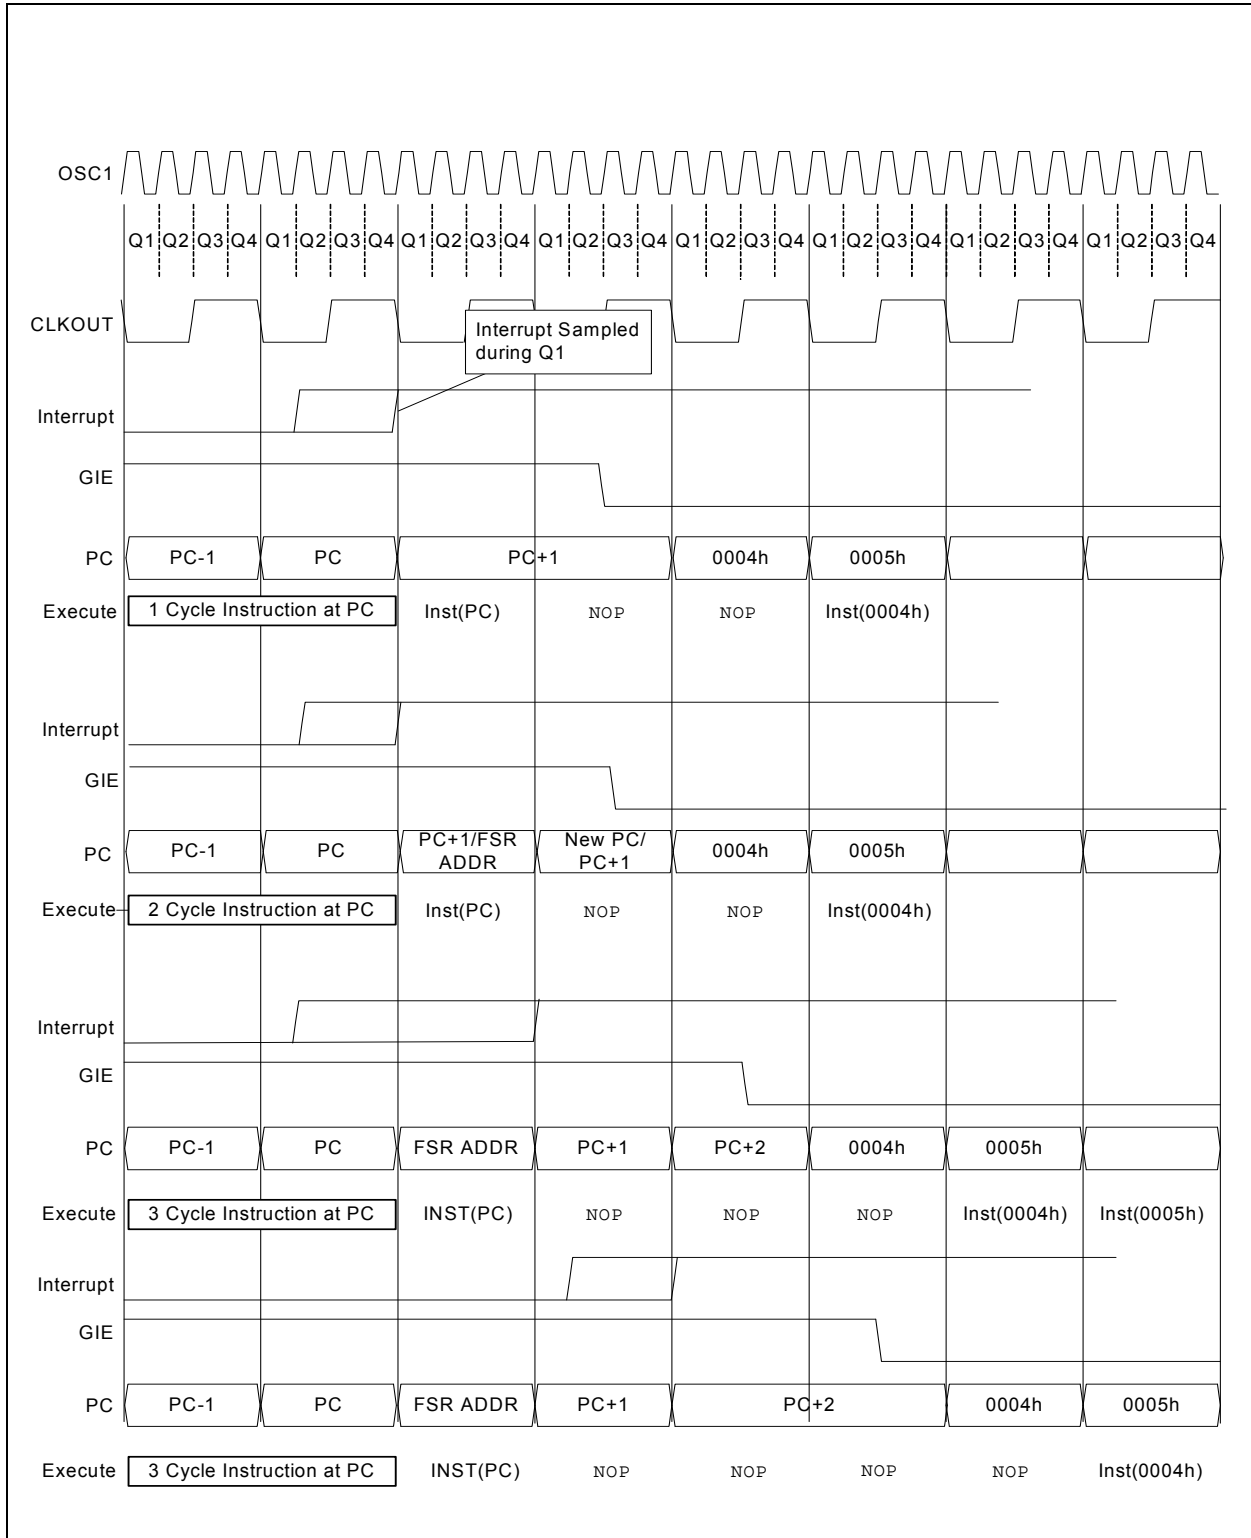 OSC1
Q1 Q2 Q3 Q4 Q1 Q2 Q3 Q4 Q1 Q2 Q3 Q4 Q1 Q2 Q3 Q4 Q1 Q2 Q3 Q4 Q1 Q2 Q3 Q4 Q1 Q2 Q3 Q4 Q1 Q2 Q3 Q4
CLKOUT
Interrupt Sampled
during Q1
Interrupt
GIE
PC PC-1 PC PC+1 0004h 0005h
Execute 1 Cycle Instruction at PC Inst(PC) NOP NOP Inst(0004h)
Interrupt
GIE
PC PC-1 PC PC+1/FSR ADDR New PC/ PC+1 0004h 0005h
Execute 2 Cycle Instruction at PC Inst(PC) NOP NOP Inst(0004h)
Interrupt
GIE
PC PC-1 PC FSR ADDR PC+1 PC+2 0004h 0005h
Execute 3 Cycle Instruction at PC INST(PC) NOP NOP NOP Inst(0004h) Inst(0005h)
Interrupt
GIE
PC PC-1 PC FSR ADDR PC+1 PC+2 0004h 0005h
Execute 3 Cycle Instruction at PC INST(PC) NOP NOP NOP NOP Inst(0004h)